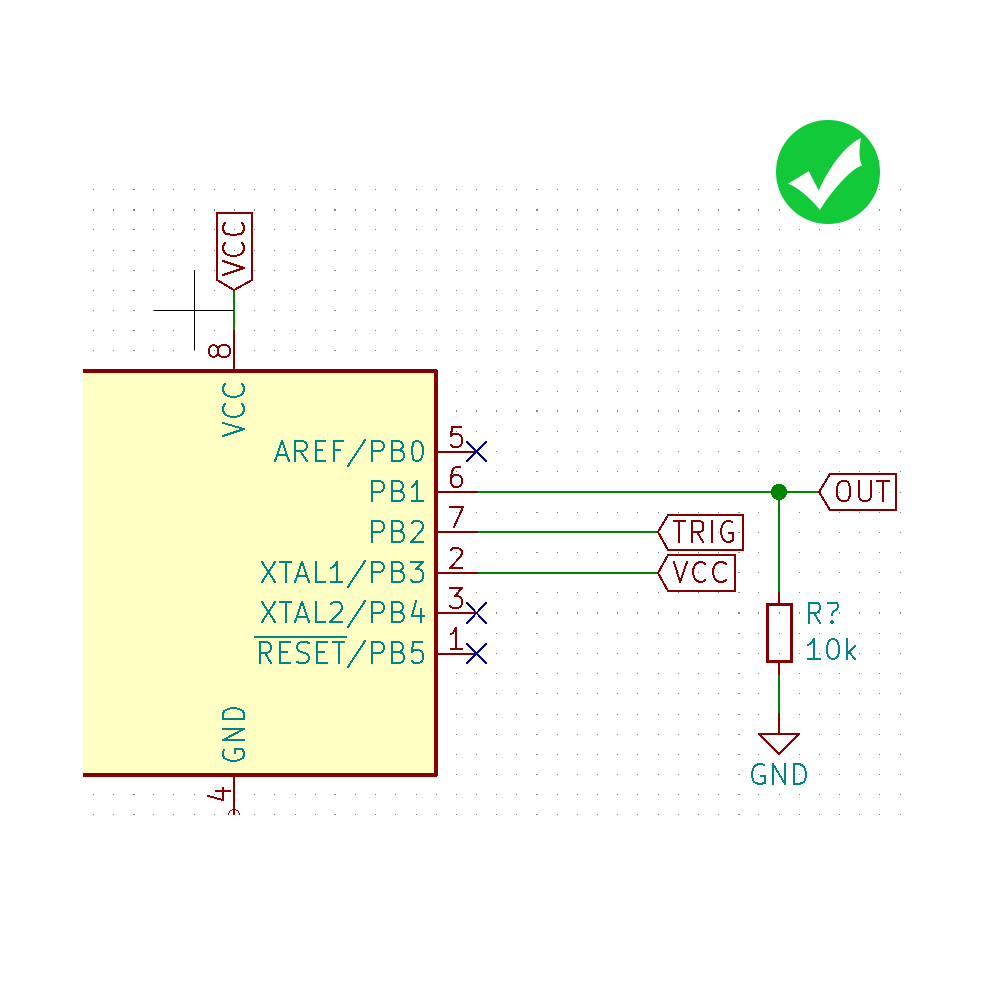 VCC
8
VCC
AREF/PB0 5
PB1 6 OUT
PB2 7 TRIG
XTAL1/PB3 2 VCC
XTAL2/PB4 3
RESET/PB5 1
R?
10k
GND
GND
4